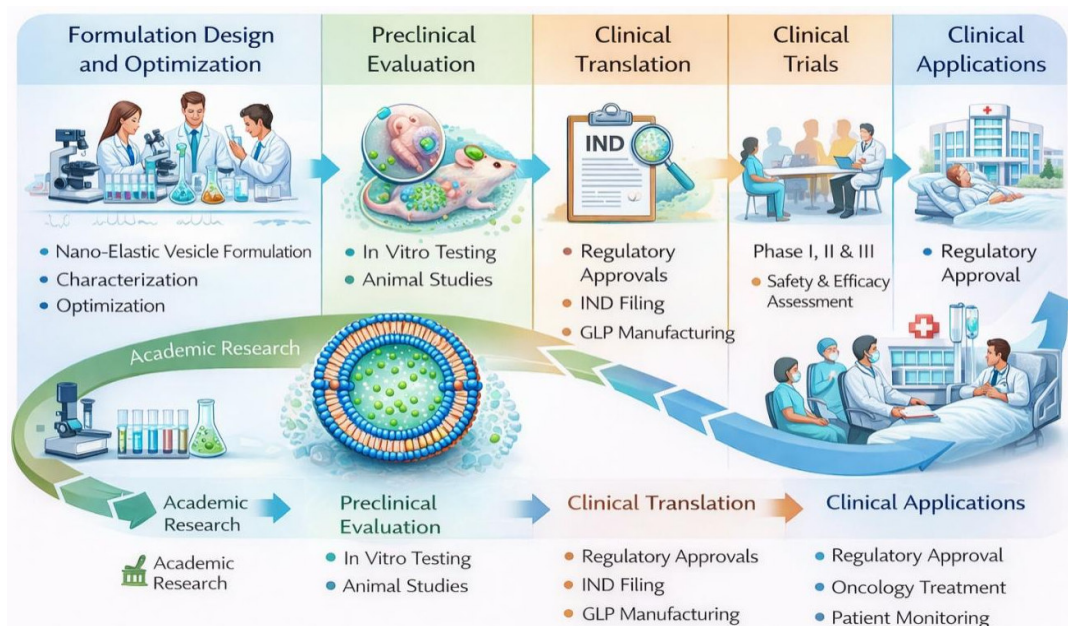 Formulation Design
and Optimization
Preclinical
Evaluation
Clinical
Translation
Clinical
Trials
Clinical
Applications
IND
• Nano-Elastic Vesicle Formulation
• Characterization
• Optimization
• In Vitro Testing
• Animal Studies
• Regulatory
Approvals
• IND Filing
• GLP Manufacturing
Phase I, II & III
• Safety & Efficacy
Assessment
• Regulatory
Approval
Academic Research
Academic
Research
Academic
Research
Preclinical
Evaluation
• In Vitro Testing
• Animal Studies
Clinical Translation
• Regulatory Approvals
• IND Filing
• GLP Manufacturing
Clinical Applications
• Regulatory Approval
• Oncology Treatment
• Patient Monitoring